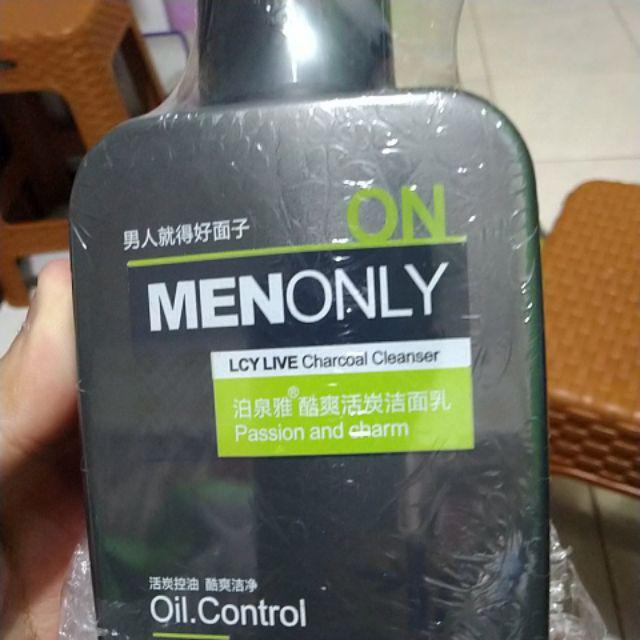 ON
男人就得好面子
MENONLY
LCY LIVE Charcoal Cleanser
泊泉雅® 酷爽活炭洁面乳
Passion and charm
活炭控油 酷爽洁净
Oil.Control